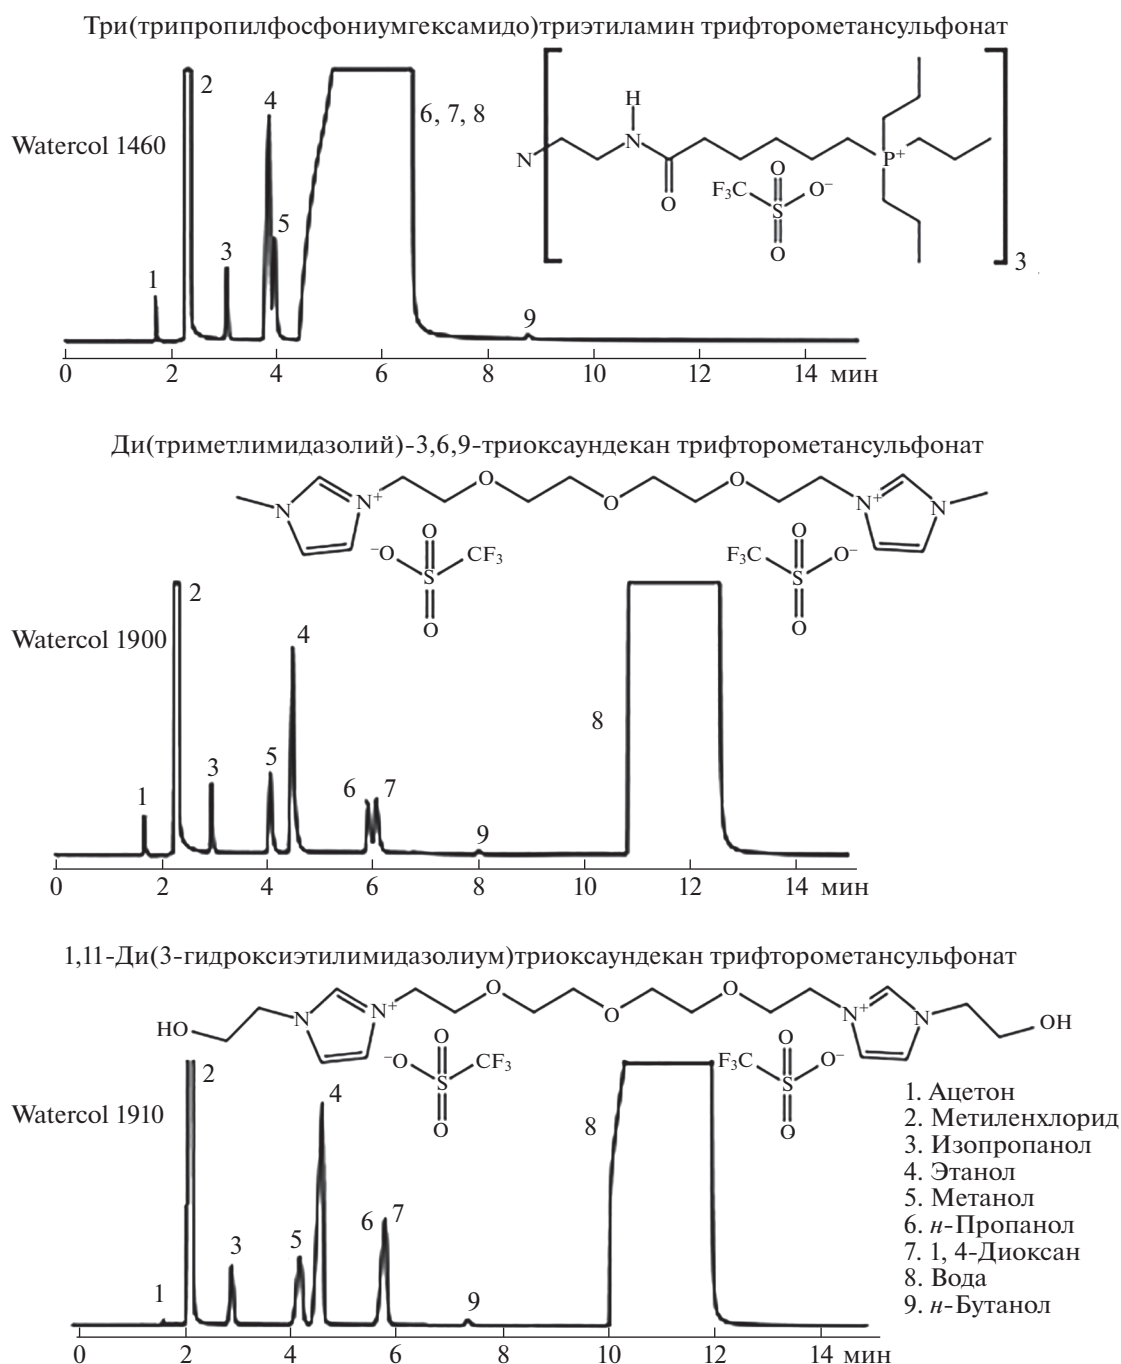 Три(трипропилфосфониумгексамидо)триэтиламин трифторометансульфонат
Watercol 1460
1
2
3
4
5
6, 7, 8
9
H
N
N
O
P⁺
F₃C
S
O
O
O⁻
3
0 2 4 6 8 10 12 14 мин
Ди(триметлимидазолий)-3,6,9-триоксаундекан трифторометансульфонат
N
N⁺
O
O
O
N⁺
N
⁻O
S
O
O
CF₃
F₃C
S
O
O
O⁻
Watercol 1900
1
2
3
5
4
6
7
9
8
0 2 4 6 8 10 12 14 мин
1,11-Ди(3-гидроксиэтилимидазолиум)триоксаундекан трифторометансульфонат
HO
N
N⁺
O
O
O
N⁺
N
OH
⁻O
S
O
O
CF₃
F₃C
S
O
O
O⁻
Watercol 1910
1
2
3
5
4
6
7
9
8
0 2 4 6 8 10 12 14 мин
1. Ацетон
2. Метиленхлорид
3. Изопропанол
4. Этанол
5. Метанол
6. н-Пропанол
7. 1, 4-Диоксан
8. Вода
9. н-Бутанол